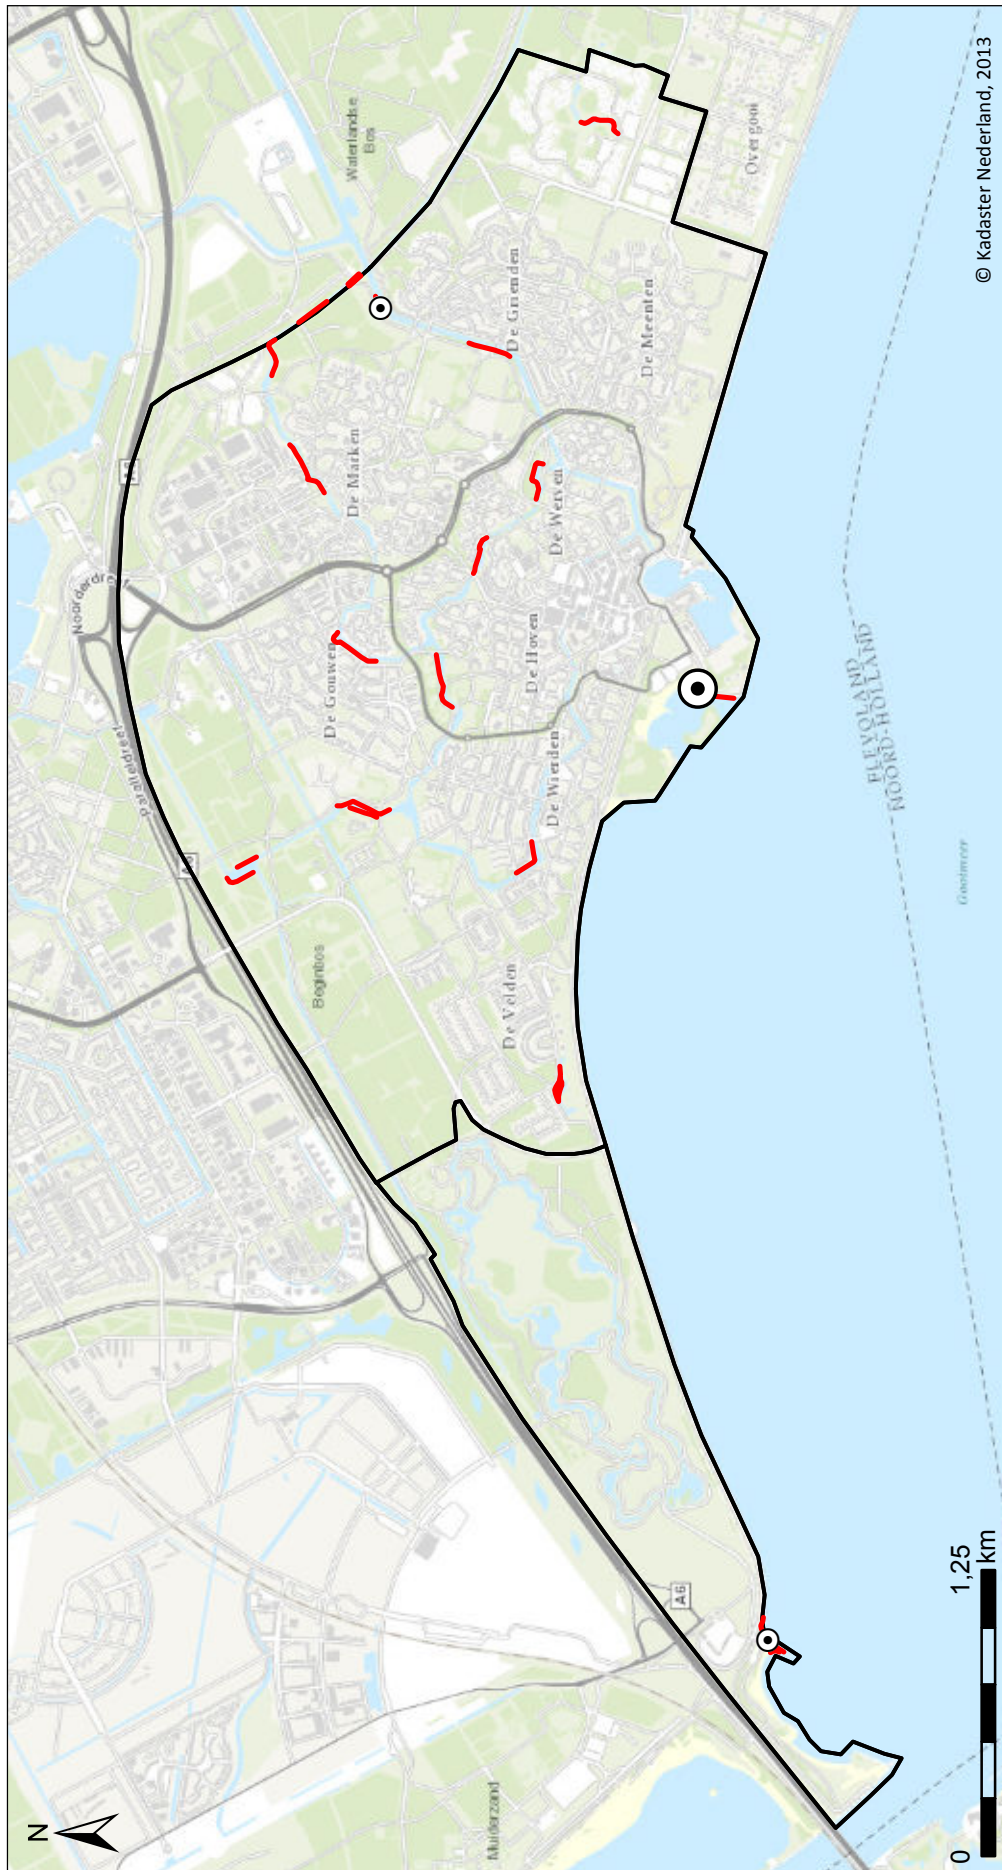 N
Noorderdreef
Paralleldreef
Waterlandse
Bos
Overgooi
De Grienden
De Meenten
De Marken
De Werven
De Gouwen
De Hoven
De Wierden
Beginbos
De Velden
FLEVOLAND
NOORD-HOLLAND
Gooimeer
A6
Muiderzand
0
1,25
km
© Kadaster Nederland, 2013